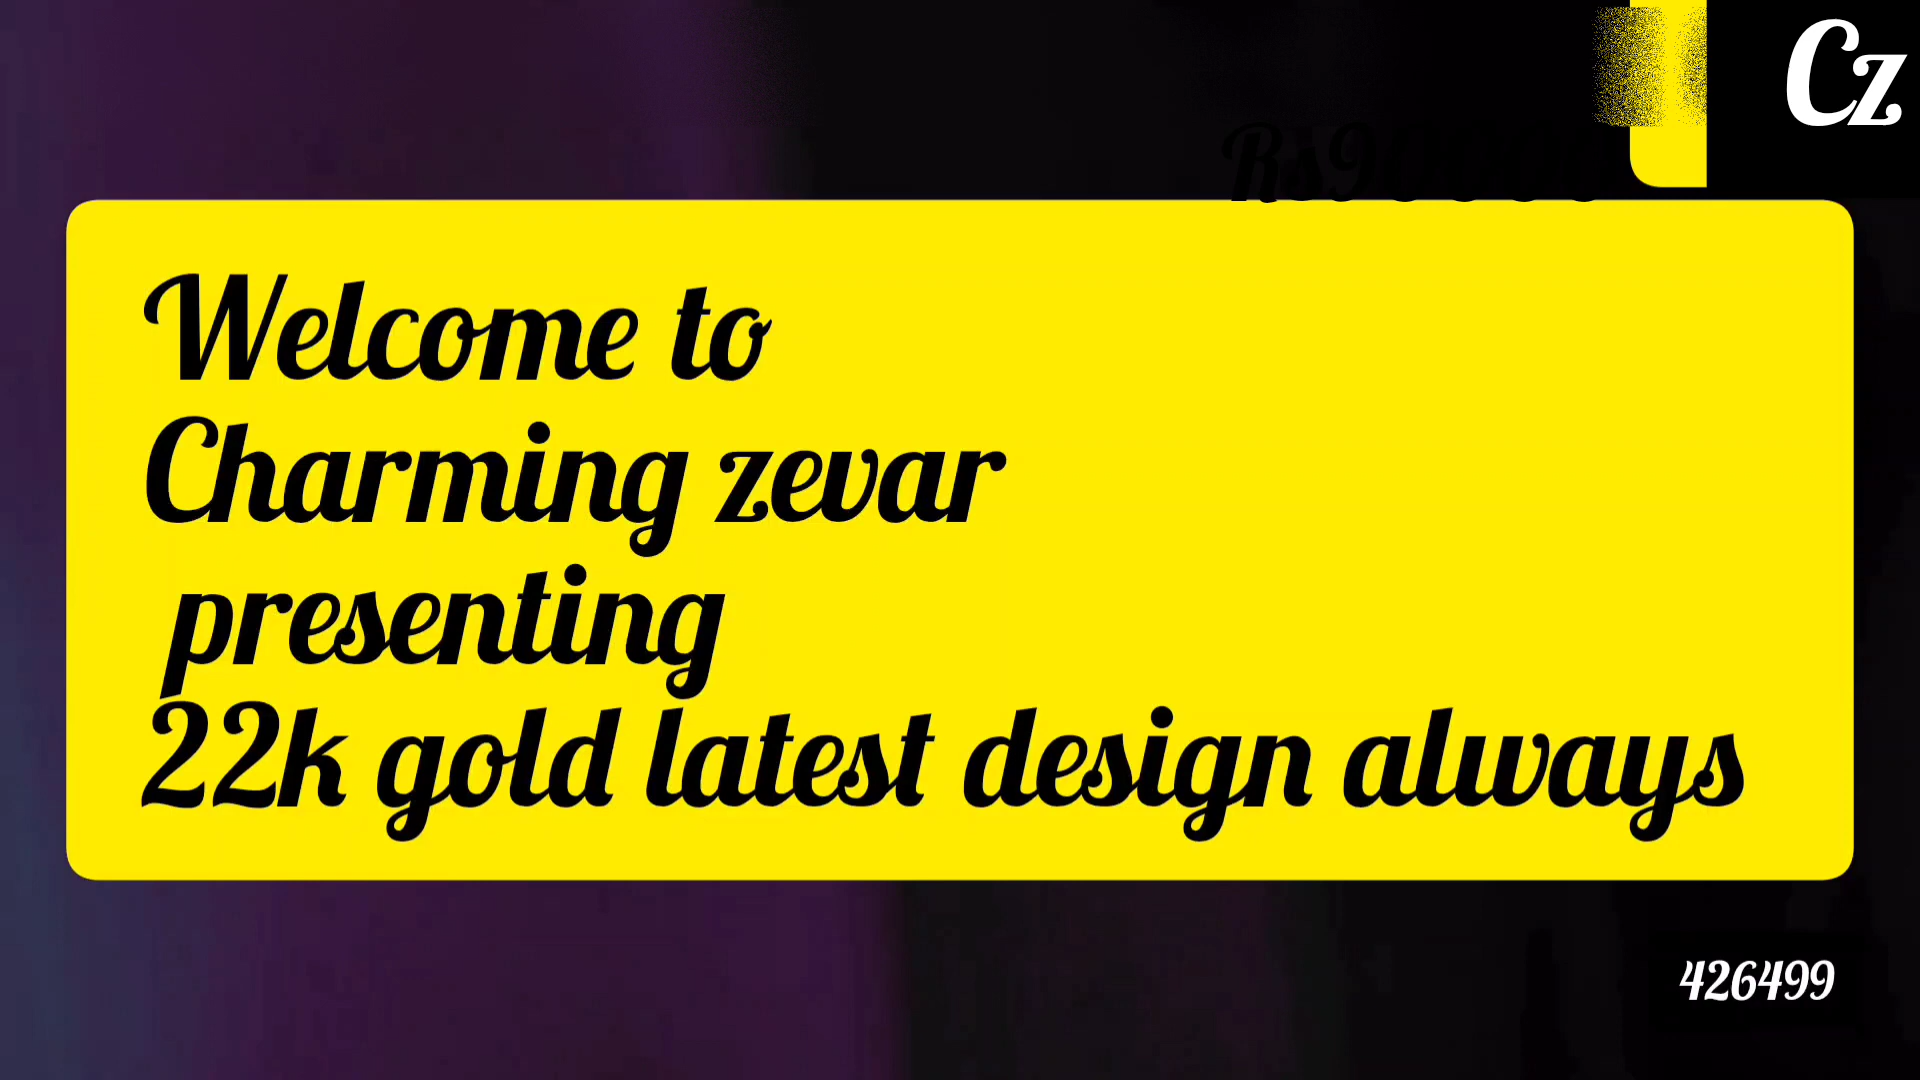 Cz
Welcome to
Charming zevar
presenting
22k gold latest design always
426499